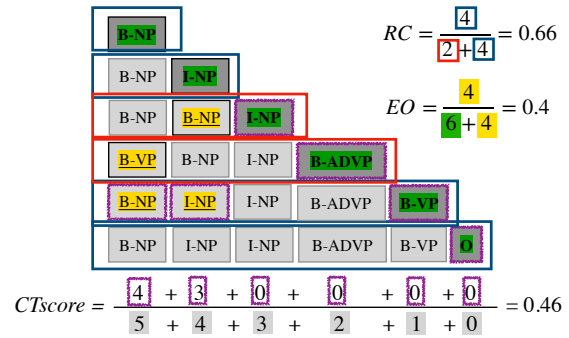 B-NP
B-NP I-NP
B-NP B-NP I-NP
B-VP B-NP I-NP B-ADVP
B-NP I-NP I-NP B-ADVP B-VP
B-NP I-NP I-NP B-ADVP B-VP O
RC = 4 / 2 + 4 = 0.66
EO = 4 / 6 + 4 = 0.4
CTscore = 4 + 3 + 0 + 0 + 0 + 0 / 5 + 4 + 3 + 2 + 1 + 0 = 0.46